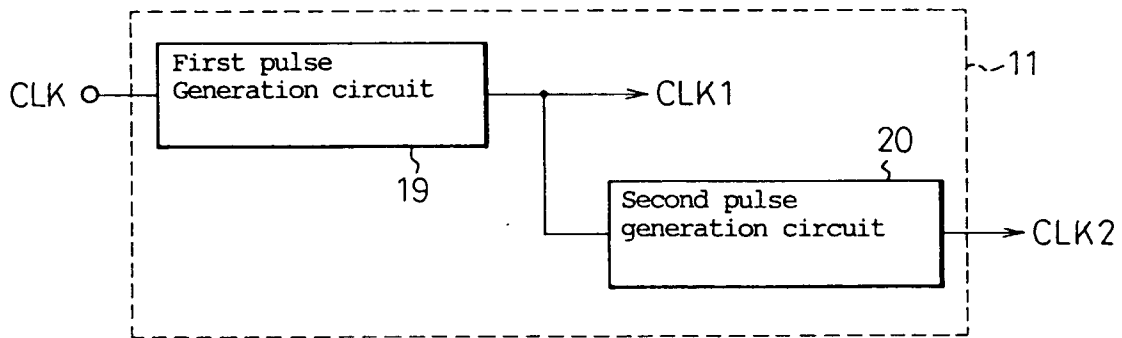 First pulse
Generation circuit
CLK
CLK1
11
19
20
Second pulse
generation circuit
CLK2